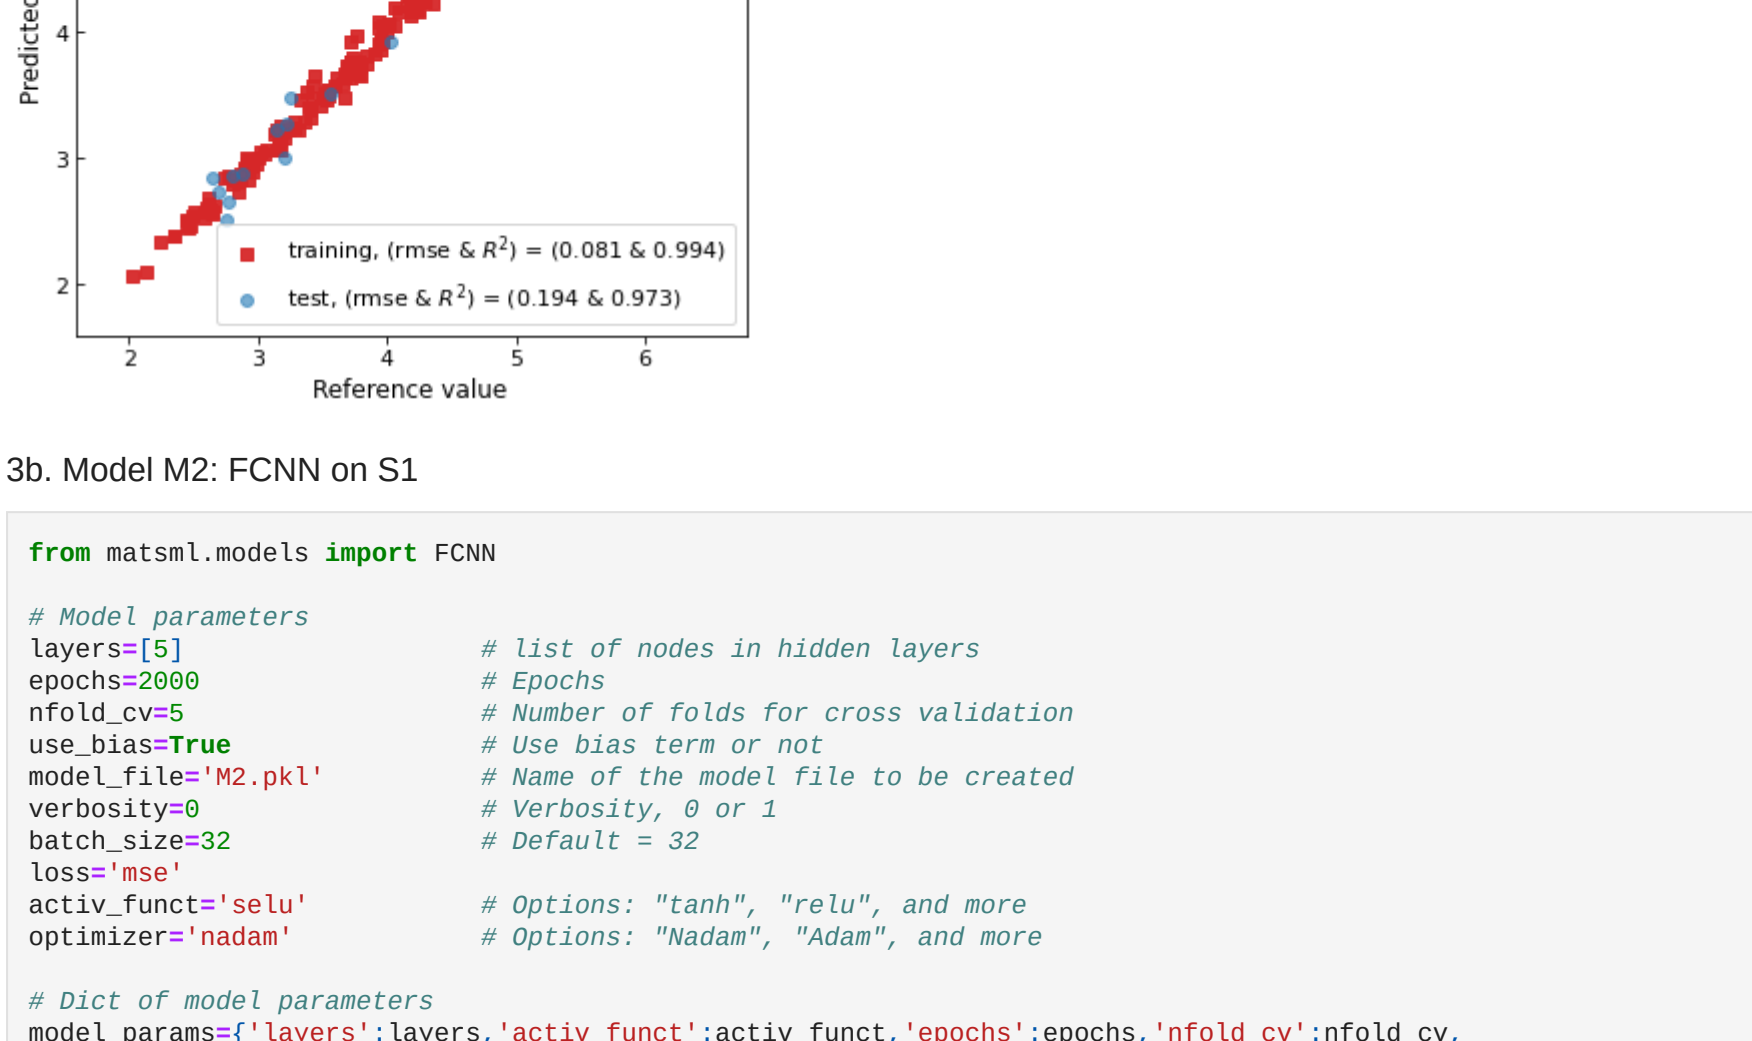 Predicted
4
3
2
training, (rmse & R²) = (0.081 & 0.994)
test, (rmse & R²) = (0.194 & 0.973)
2 3 4 5 6
Reference value
3b. Model M2: FCNN on S1
from matsml.models import FCNN
# Model parameters
layers=[5] # list of nodes in hidden layers
epochs=2000 # Epochs
nfold_cv=5 # Number of folds for cross validation
use_bias=True # Use bias term or not
model_file='M2.pkl' # Name of the model file to be created
verbosity=0 # Verbosity, 0 or 1
batch_size=32 # Default = 32
loss='mse'
activ_funct='selu' # Options: "tanh", "relu", and more
optimizer='nadam' # Options: "Nadam", "Adam", and more
# Dict of model parameters
model_params={'layers':layers,'activ_funct':activ_funct,'epochs':epochs,'nfold_cv':nfold_cv,